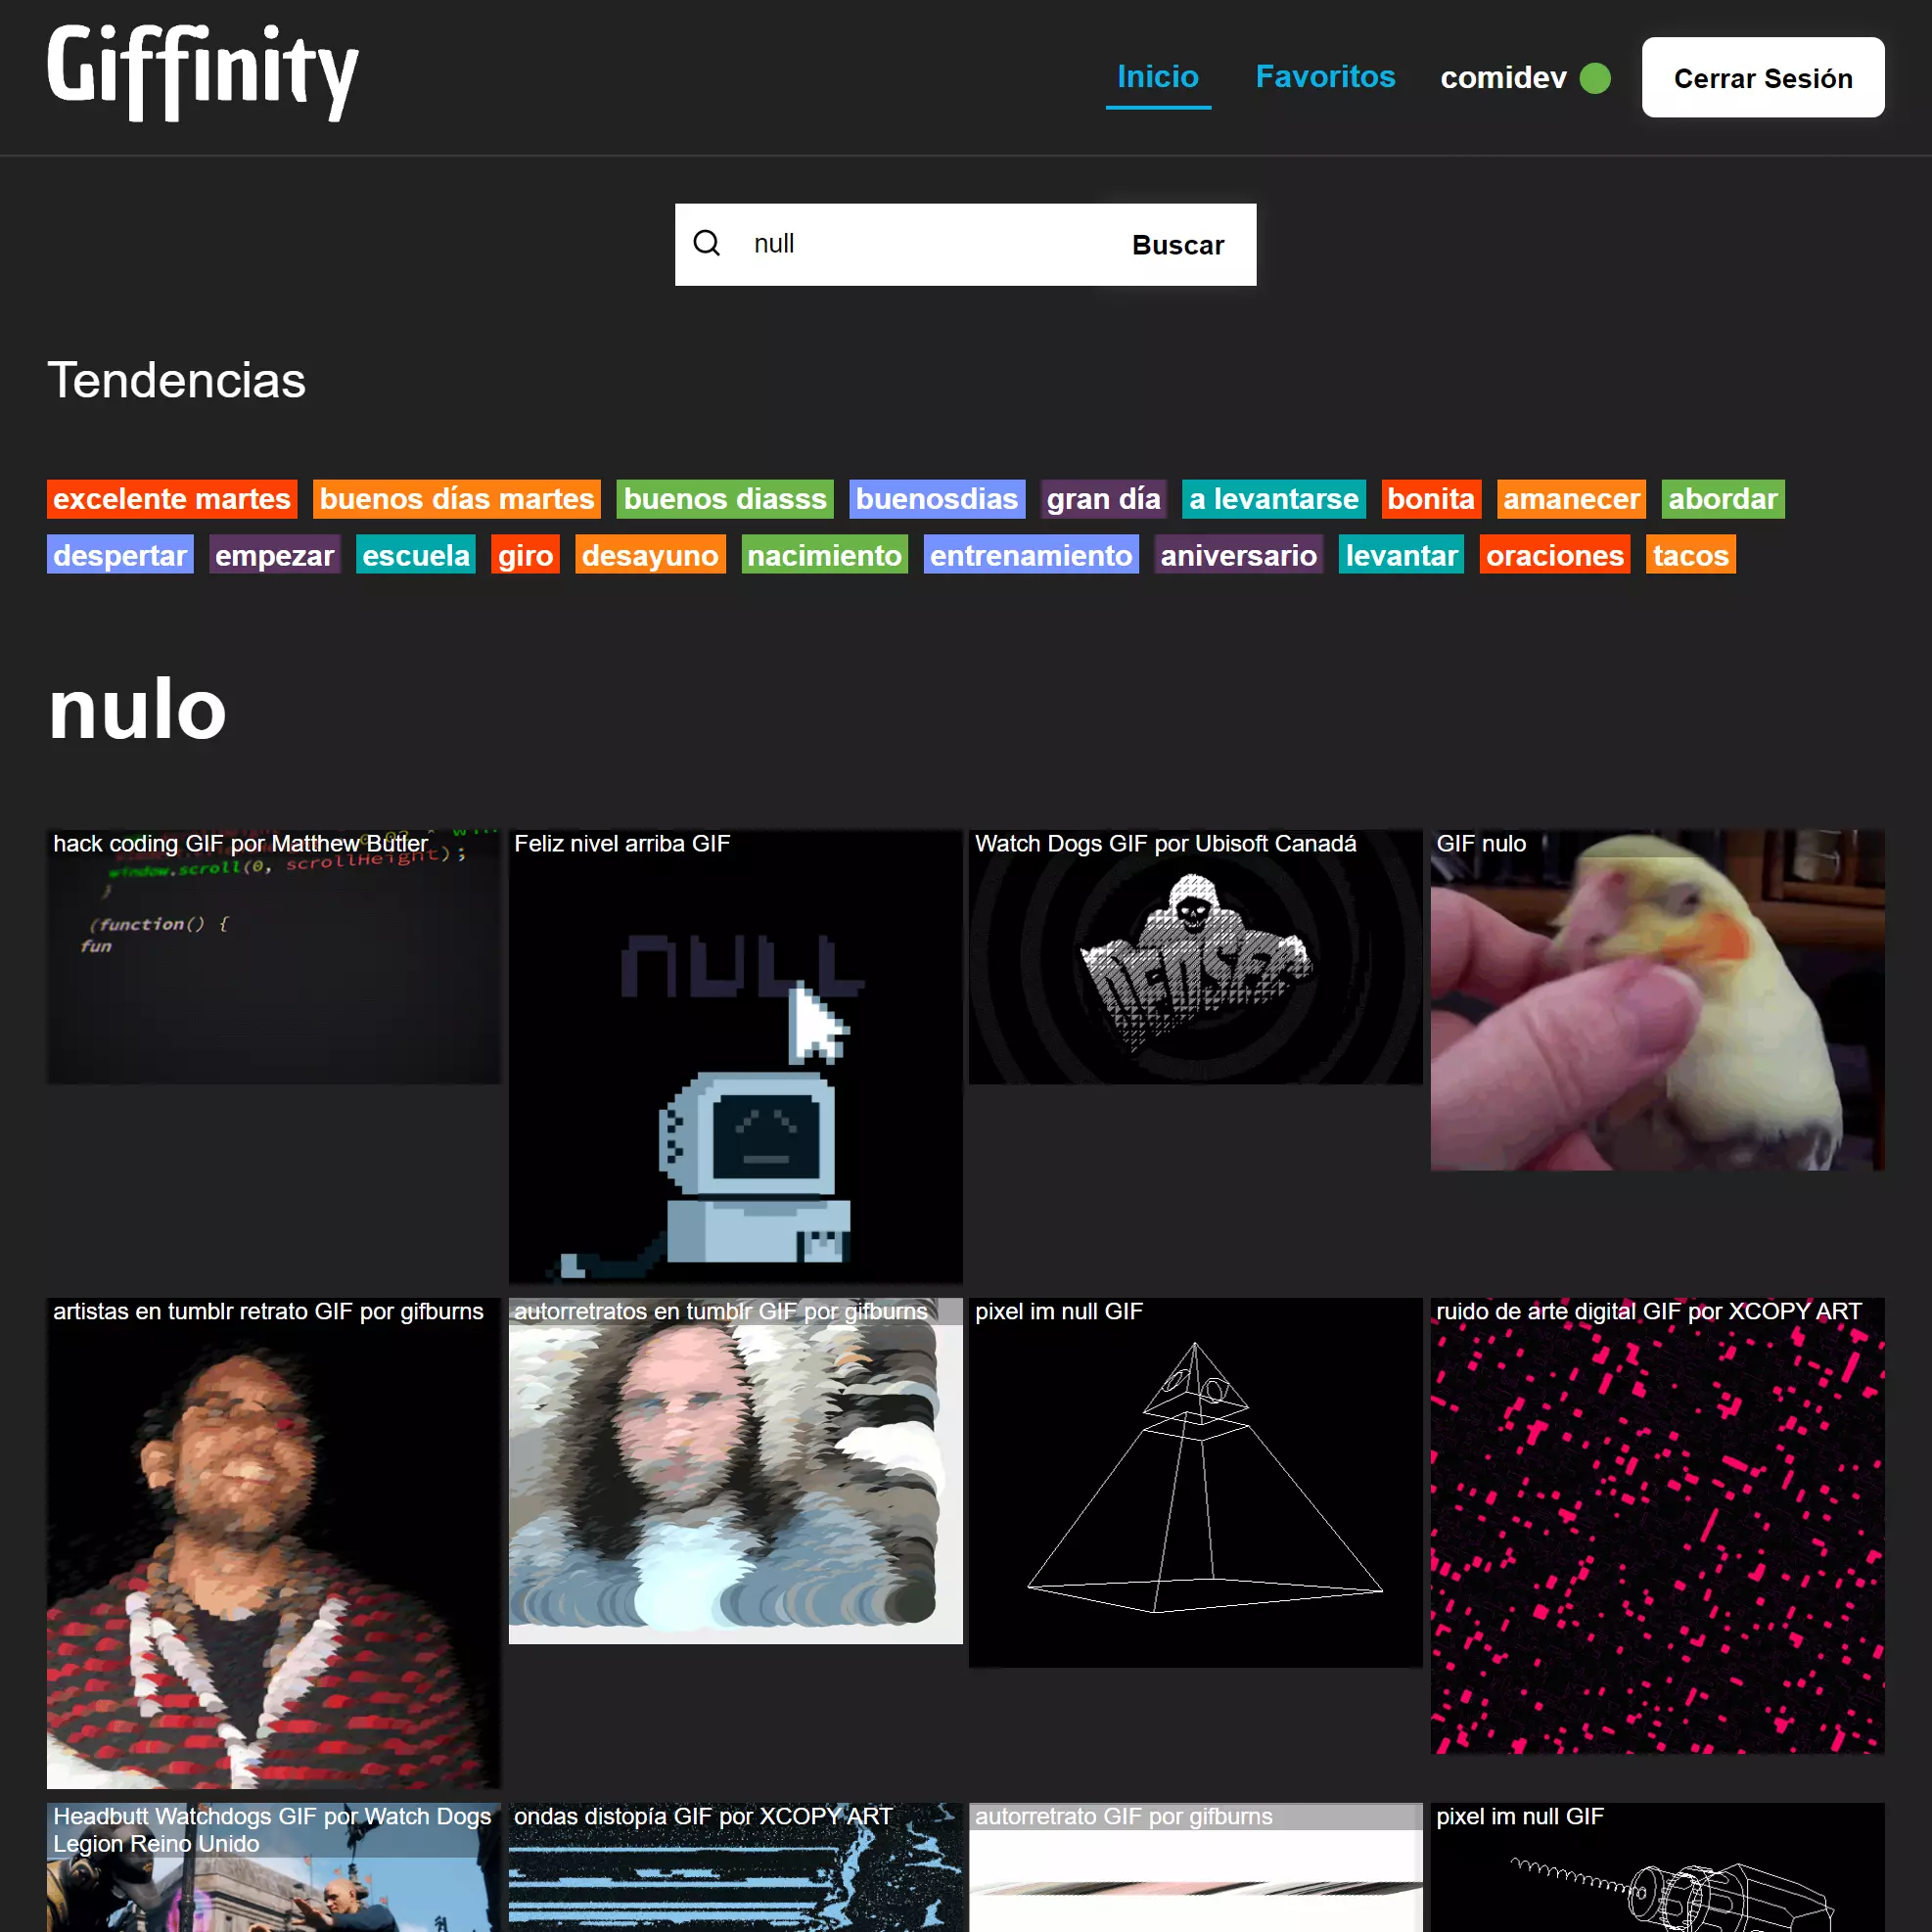 Giffinity
Inicio Favoritos comidev Cerrar Sesión
null Buscar
Tendencias
excelente martes buenos días martes buenos diasss buenosdias gran día a levantarse bonita amanecer abordar
despertar empezar escuela giro desayuno nacimiento entrenamiento aniversario levantar oraciones tacos
nulo
hack coding GIF por Matthew Butler
window.scroll(0, scrollHeight);
}
(function() {
fun
Feliz nivel arriba GIF
NULL
Watch Dogs GIF por Ubisoft Canadá
GIF nulo
artistas en tumblr retrato GIF por gifburns
autorretratos en tumblr GIF por gifburns
pixel im null GIF
ruido de arte digital GIF por XCOPY ART
Headbutt Watchdogs GIF por Watch Dogs
Legion Reino Unido
ondas distopía GIF por XCOPY ART
autorretrato GIF por gifburns
pixel im null GIF